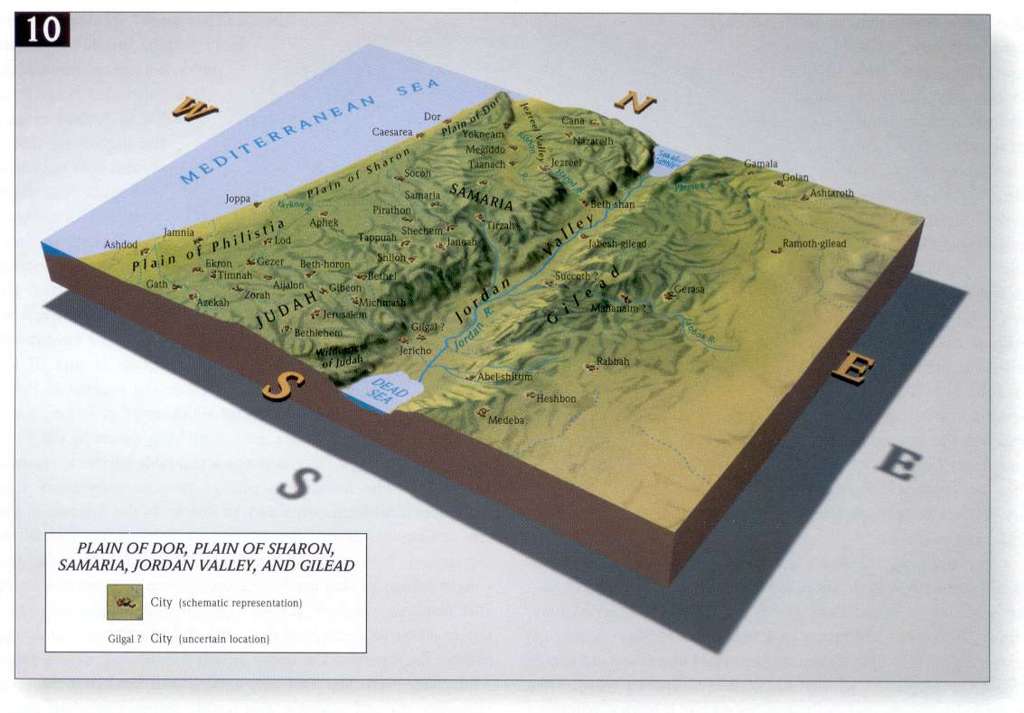 10
W
N
MEDITERRANEAN SEA
Dor
Plain of Dor
Caesarea
Yokneam
Jezreel Valley
Cana
Nazareth
Megiddo
Taanach
Jezreel
Plain of Sharon
Socoh
Samaria
SAMARIA
Gamala
Golan
Ashtaroth
Joppa
Yarkon R.
Aphek
Pirathon
Shechem
Tirzah
Beth-shan
Jordan Valley
Jabesh-gilead
Ramoth-gilead
Jamnia
Ashdod
Plain of Philistia
Lod
Tappuah
Janoah
Shiloh
Ekron
Gezer
Beth-horon
Bethel
Succoth ?
Gilead
Gerasa
Mahanaim ?
Timnah
Gath
Aijalon
Gibeon
Zorah
Azekah
Michmash
JUDAH
Jerusalem
Bethlehem
Gilgal ?
Jericho
Jordan R.
Jabbok R.
Wilderness
of Judah
DEAD
SEA
Rabbah
Abel-shittim
Heshbon
Medeba
S
E
S
E
PLAIN OF DOR, PLAIN OF SHARON,
SAMARIA, JORDAN VALLEY, AND GILEAD
City (schematic representation)
Gilgal ? City (uncertain location)